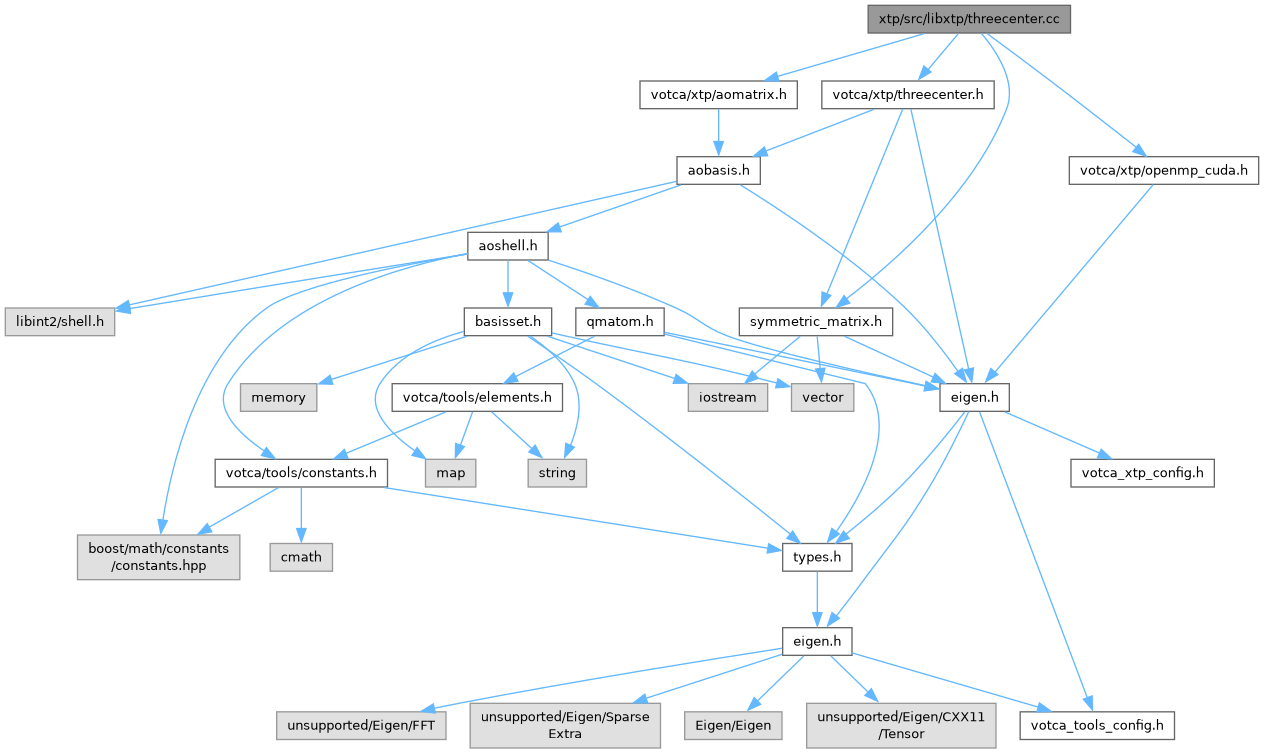 xtp/src/libxtp/threecenter.cc
votca/xtp/aomatrix.h
votca/xtp/threecenter.h
aobasis.h
votca/xtp/openmp_cuda.h
aoshell.h
libint2/shell.h
basisset.h
qmatom.h
symmetric_matrix.h
memory
votca/tools/elements.h
iostream
vector
eigen.h
votca/tools/constants.h
map
string
votca_xtp_config.h
boost/math/constants
/constants.hpp
cmath
types.h
eigen.h
unsupported/Eigen/FFT
unsupported/Eigen/Sparse
Extra
Eigen/Eigen
unsupported/Eigen/CXX11
/Tensor
votca_tools_config.h